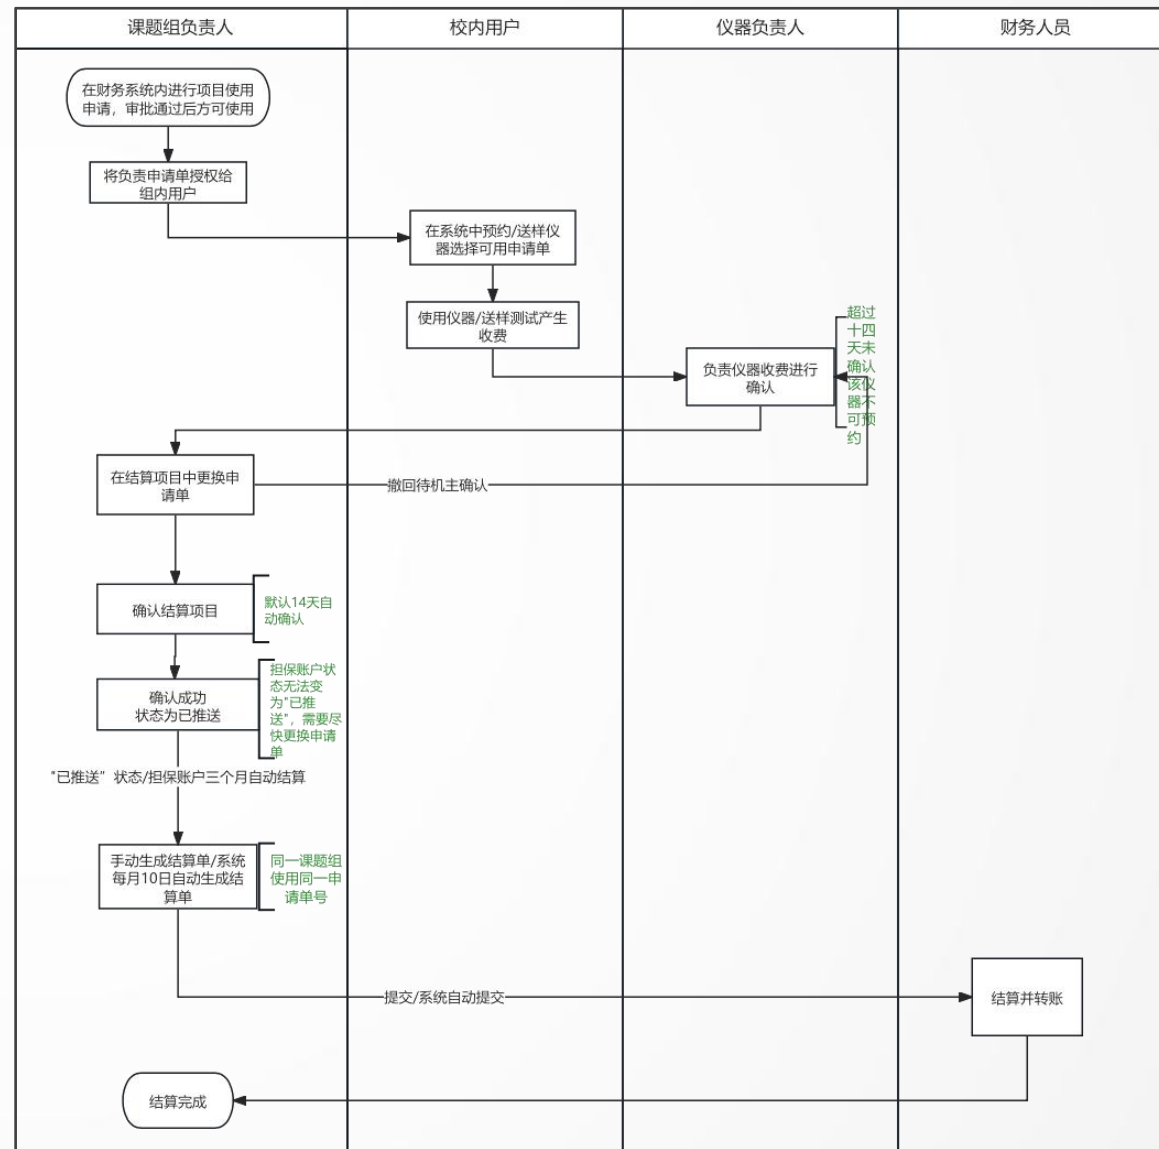 课题组负责人
校内用户
仪器负责人
财务人员
在财务系统内进行项目使用
申请，审批通过后方可使用
将负责申请单授权给
组内用户
在系统中预约/送样仪
器选择可用申请单
使用仪器/送样测试产生
收费
负责仪器收费进行
确认
超过
十四
天未
确认
该仪
器不
可预
约
在结算项目中更换申
请单
撤回待机主确认
确认结算项目
默认14天自
动确认
确认成功
状态为已推送
担保账户状
态无法变
为"已推
送"，需要尽
快更换申请
单
"已推送”状态/担保账户三个月自动结算
手动生成结算单/系统
每月10日自动生成结
算单
同一课题组
使用同一申
请单号
提交/系统自动提交
结算并转账
结算完成